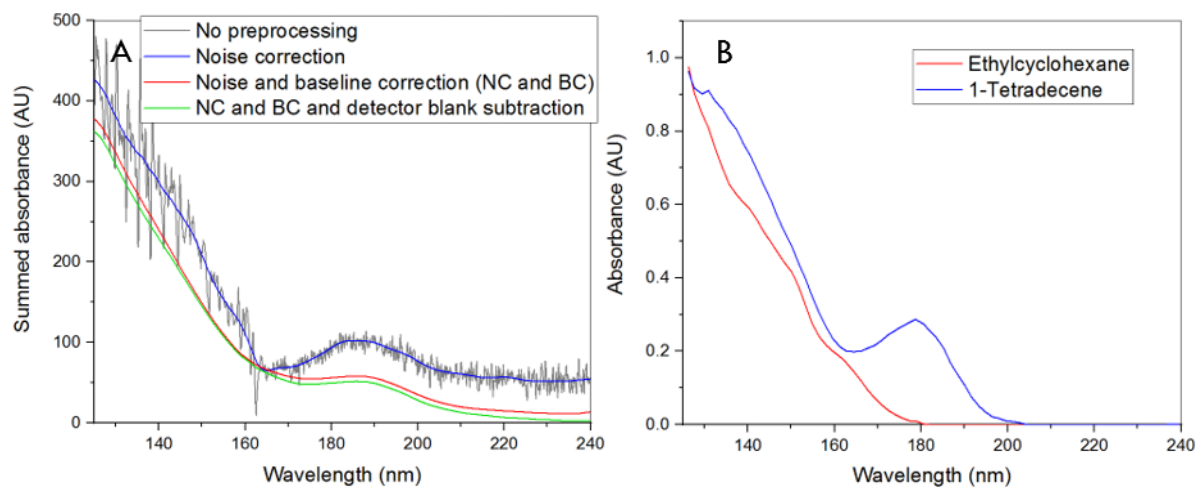 A
No preprocessing
Noise correction
Noise and baseline correction (NC and BC)
NC and BC and detector blank subtraction
Summed absorbance (AU)
500
400
300
200
100
0
140 160 180 200 220 240
Wavelength (nm)
B
Ethylcyclohexane
1-Tetradecene
Absorbance (AU)
1.0
0.8
0.6
0.4
0.2
0.0
140 160 180 200 220 240
Wavelength (nm)